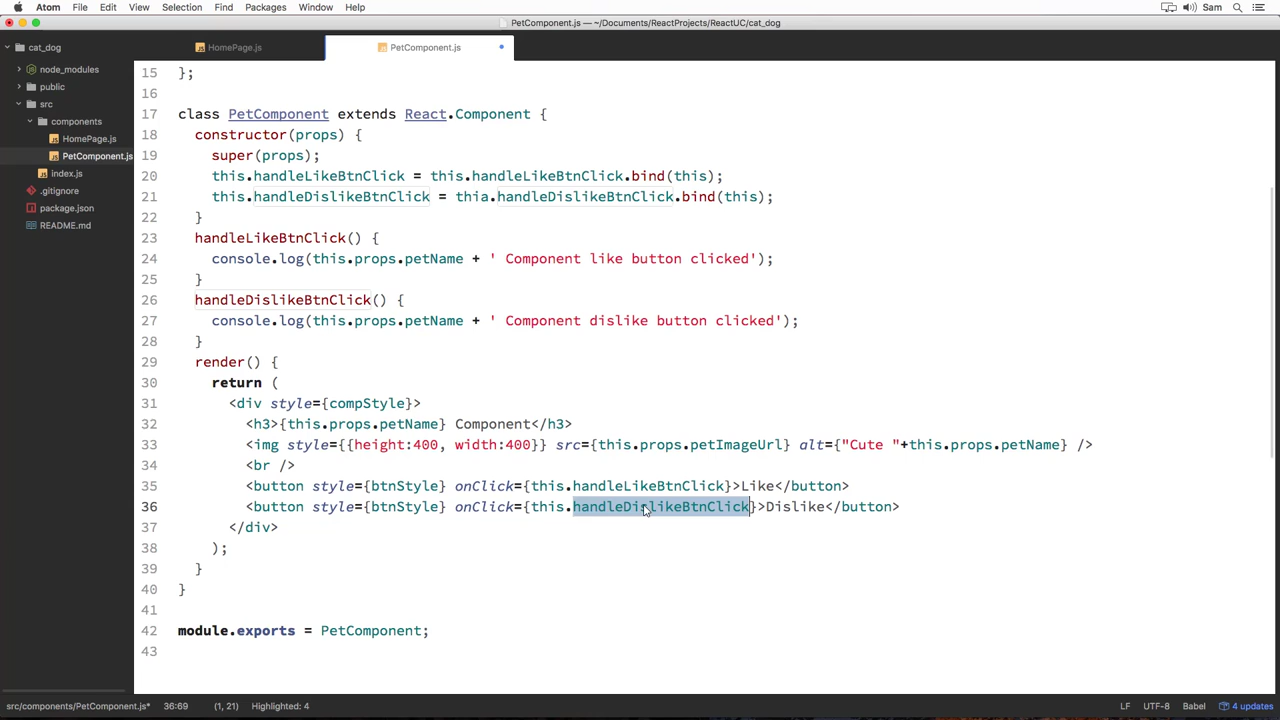 Atom File Edit View Selection Find Packages Window Help Sam
PetComponent.js — ~/Documents/ReactProjects/ReactUC/cat_dog
cat_dog
HomePage.js
PetComponent.js
node_modules
public
src
components
HomePage.js
PetComponent.js
index.js
.gitignore
package.json
README.md
15 };
16
17 class PetComponent extends React.Component {
18 constructor(props) {
19 super(props);
20 this.handleLikeBtnClick = this.handleLikeBtnClick.bind(this);
21 this.handleDislikeBtnClick = thia.handleDislikeBtnClick.bind(this);
22 }
23 handleLikeBtnClick() {
24 console.log(this.props.petName + ' Component like button clicked');
25 }
26 handleDislikeBtnClick() {
27 console.log(this.props.petName + ' Component dislike button clicked');
28 }
29 render() {
30 return (
31 <div style={compStyle}>
32 <h3>{this.props.petName} Component</h3>
33 <img style={{height:400, width:400}} src={this.props.petImageUrl} alt={"Cute "+this.props.petName} />
34 <br />
35 <button style={btnStyle} onClick={this.handleLikeBtnClick}>Like</button>
36 <button style={btnStyle} onClick={this.handleDislikeBtnClick}>Dislike</button>
37 </div>
38 );
39 }
40 }
41
42 module.exports = PetComponent;
43
src/components/PetComponent.js* 36:69 (1, 21) Highlighted: 4 LF UTF-8 Babel 4 updates